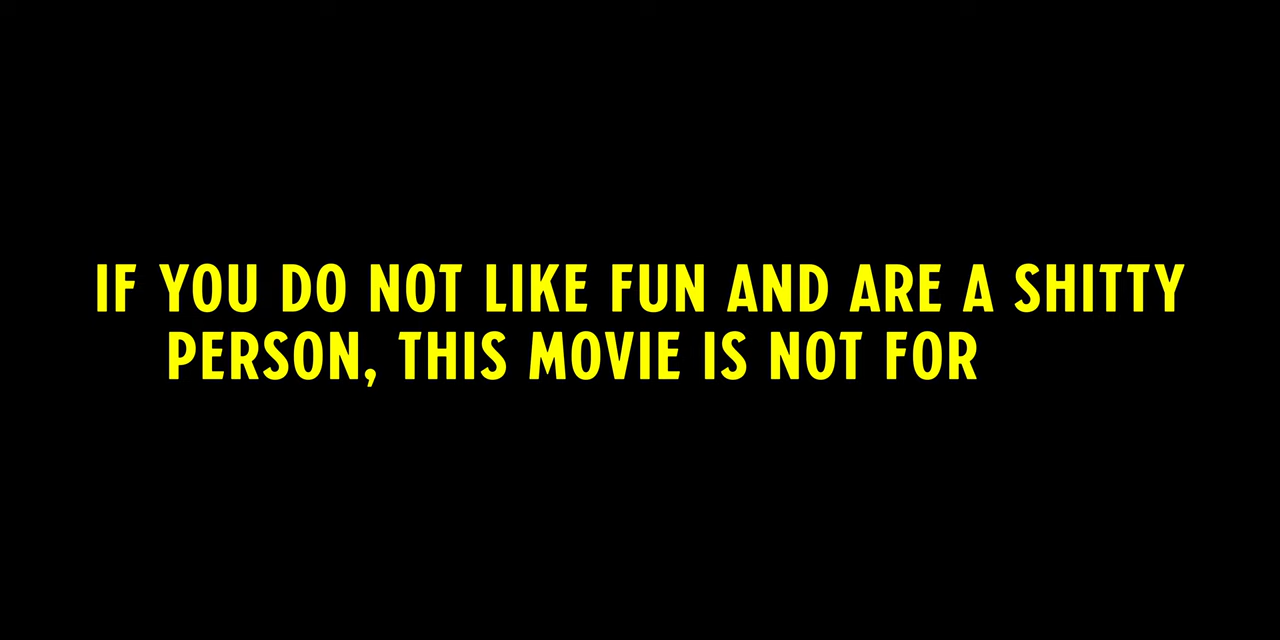 IF YOU DO NOT LIKE FUN AND ARE A SHITTY
PERSON, THIS MOVIE IS NOT FOR